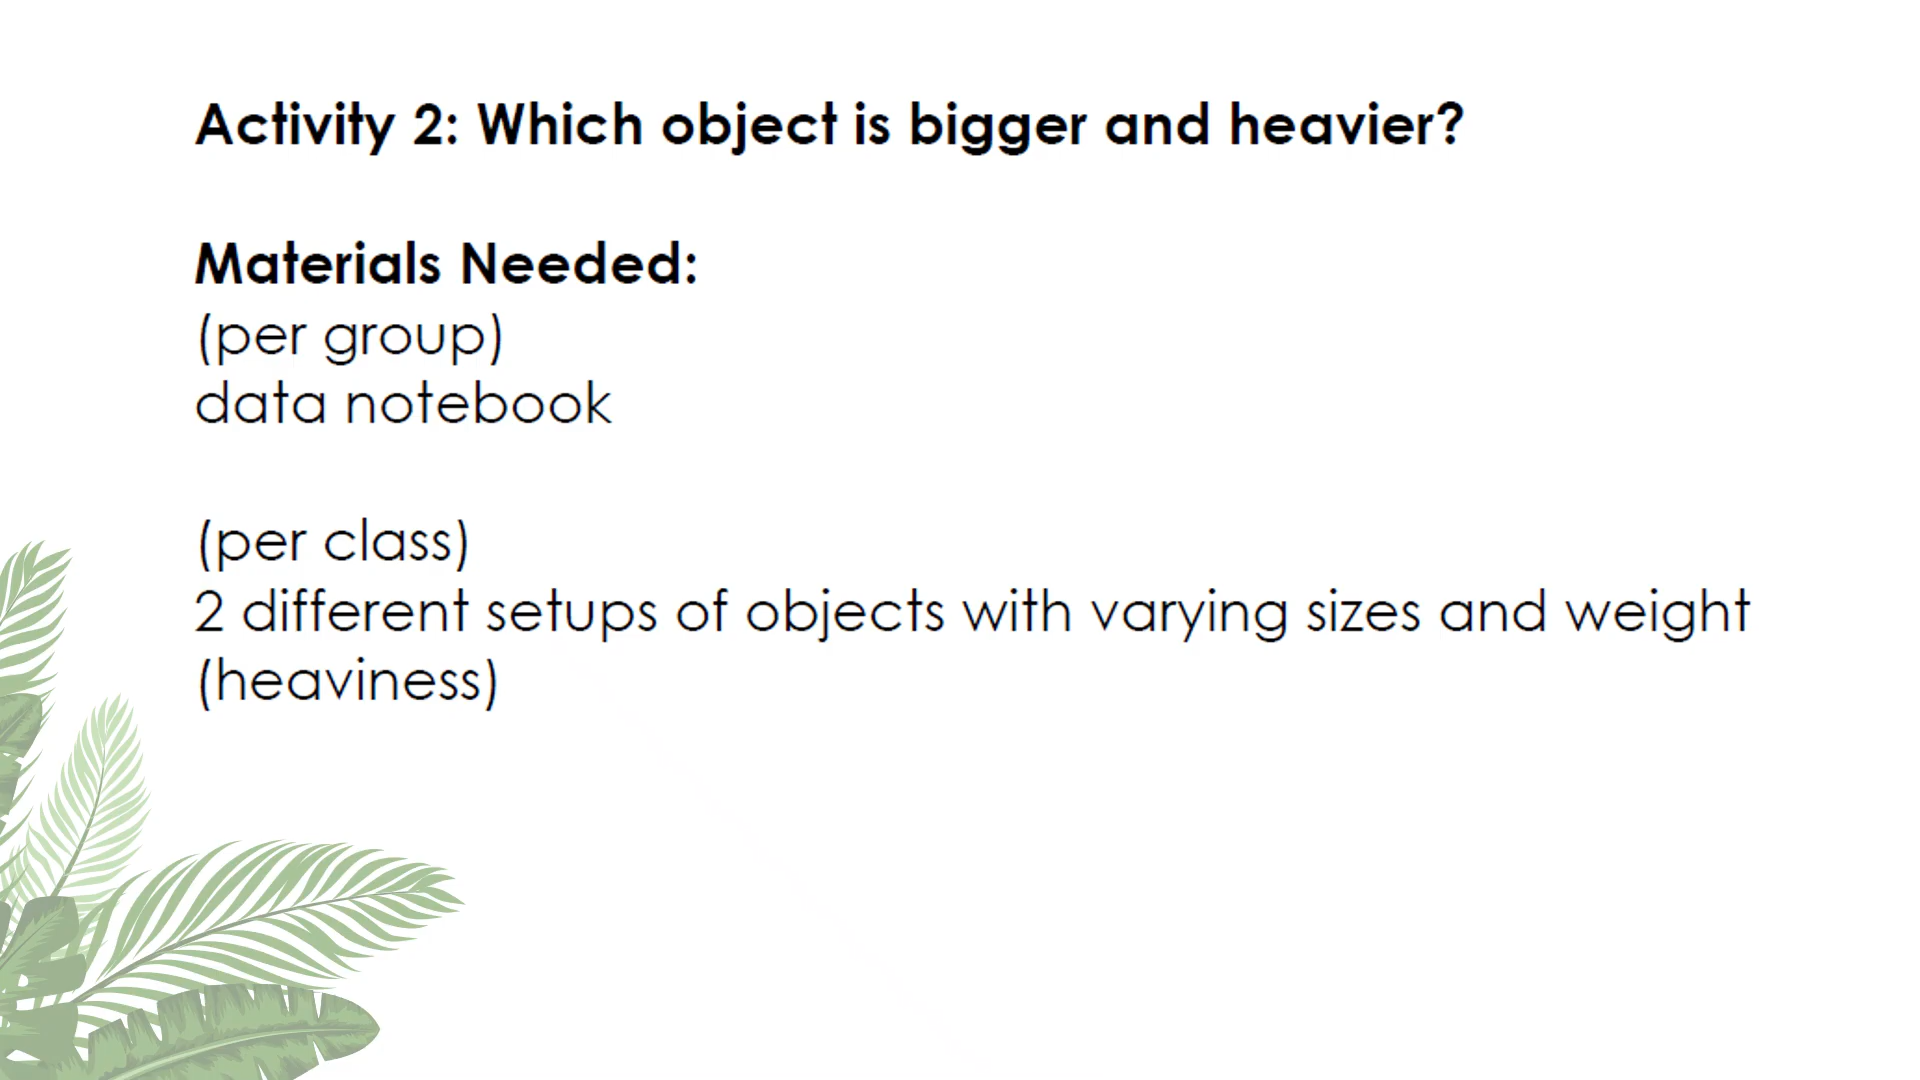 Activity 2: Which object is bigger and heavier?
Materials Needed:
(per group)
data notebook
(per class)
2 different setups of objects with varying sizes and weight
(heaviness)